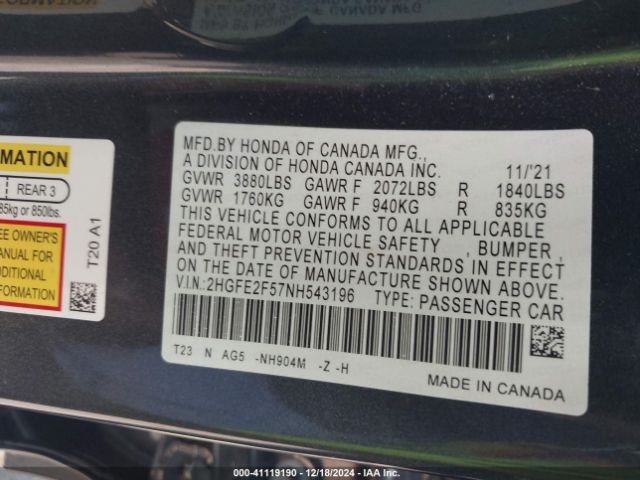 MATION
REAR 3
85kg or 850lbs.
EE OWNER'S
ANUAL FOR
DDITIONAL
FORMATION
T20 A1
MFD.BY HONDA OF CANADA MFG.,
A DIVISION OF HONDA CANADA INC. 11/'21
GVWR 3880LBS GAWR F 2072LBS R 1840LBS
GVWR 1760KG GAWR F 940KG R 835KG
THIS VEHICLE CONFORMS TO ALL APPLICABLE
FEDERAL MOTOR VEHICLE SAFETY , BUMPER ,
AND THEFT PREVENTION STANDARDS IN EFFECT
ON THE DATE OF MANUFACTURE SHOWN ABOVE.
V.I.N.:2HGFE2F57NH543196 TYPE: PASSENGER CAR
T23 N AG5 -NH904M -Z -H
MADE IN CANADA
000-41119190 - 12/18/2024 - IAA Inc.